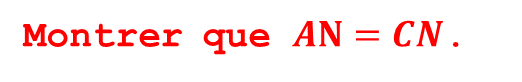 Montrer que AN = CN.